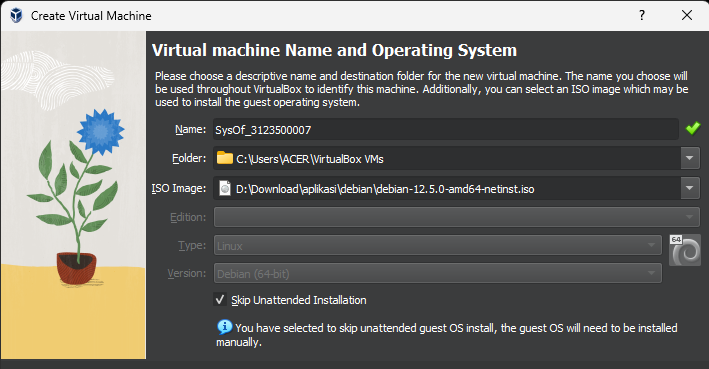 Create Virtual Machine
?
Virtual machine Name and Operating System
Please choose a descriptive name and destination folder for the new virtual machine. The name you choose will
be used throughout VirtualBox to identify this machine. Additionally, you can select an ISO image which may be
used to install the guest operating system.
Name: SysOf_3123500007
Folder: C:\Users\ACER\VirtualBox VMs
ISO Image: D:\Download\aplikasi\debian\debian-12.5.0-amd64-netinst.iso
Edition:
Type: Linux
64
Version: Debian (64-bit)
Skip Unattended Installation
You have selected to skip unattended guest OS install, the guest OS will need to be installed
manually.